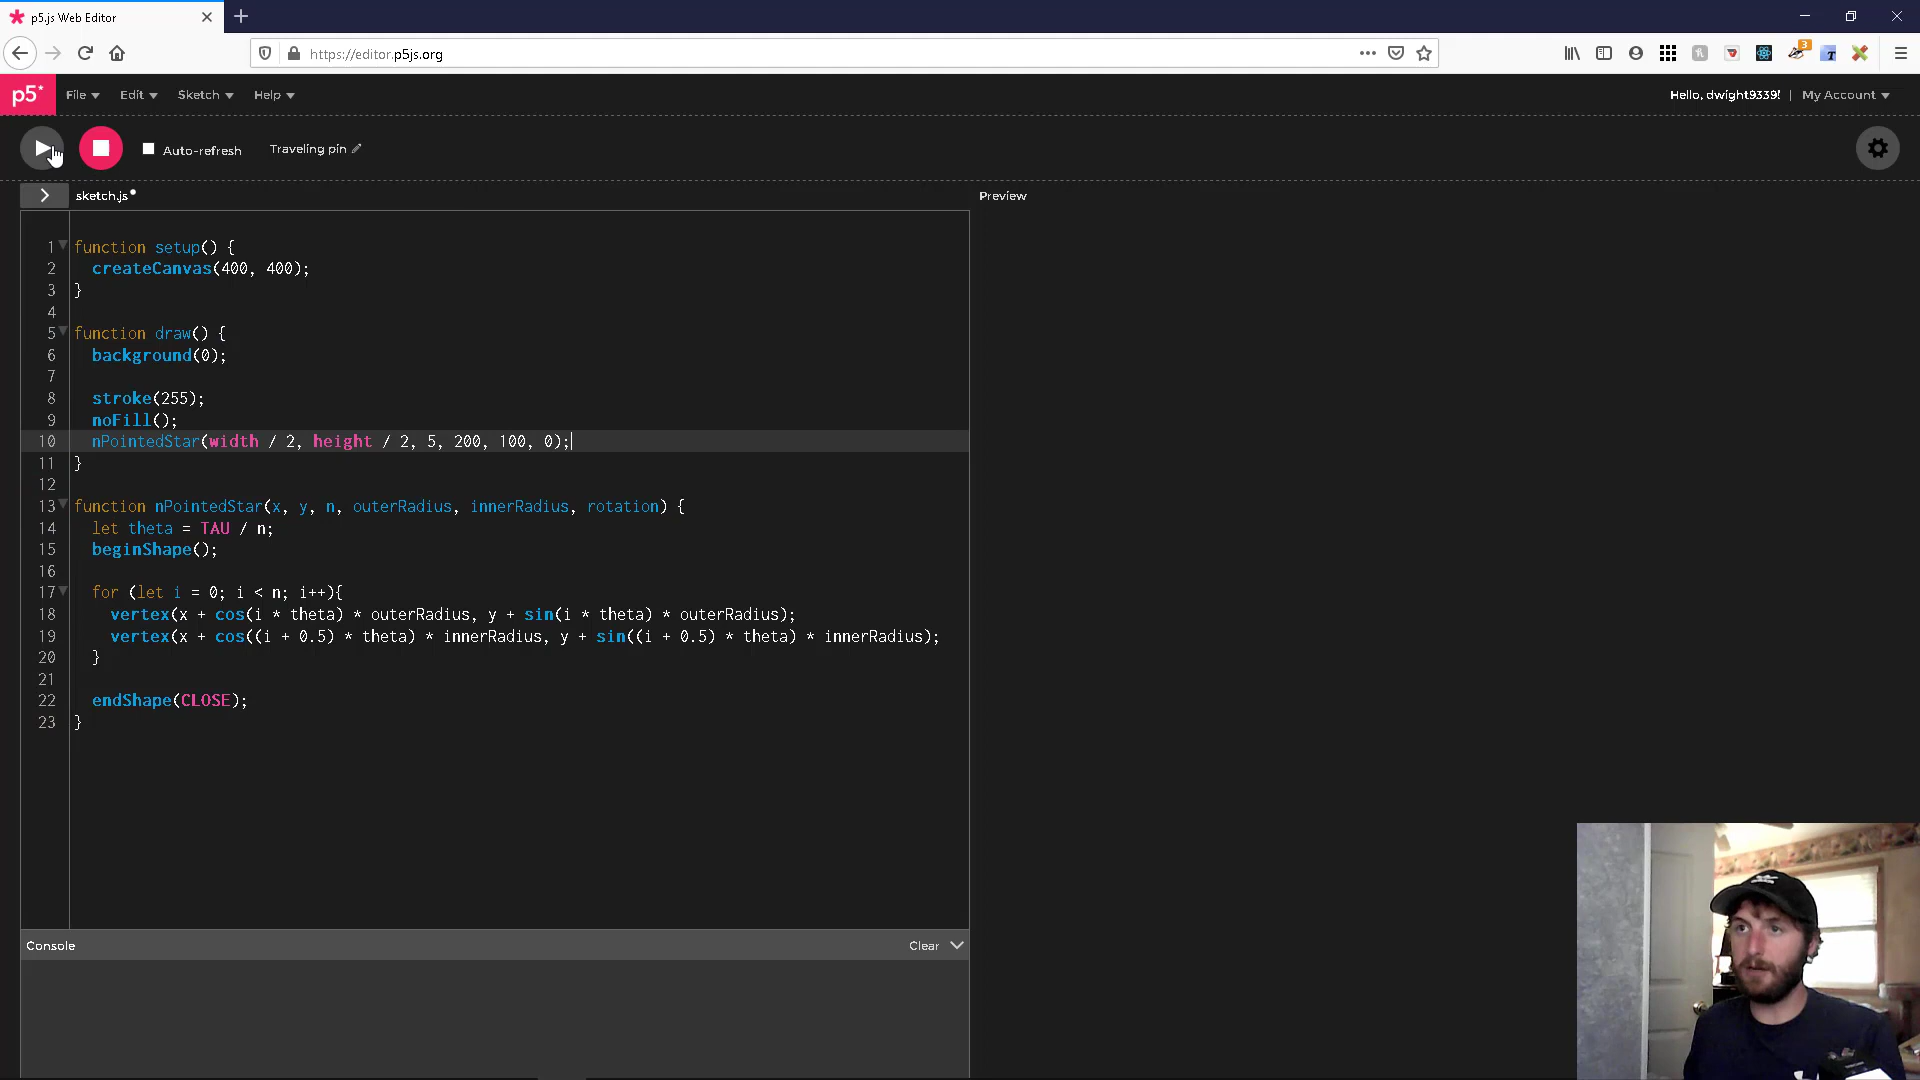 p5.js Web Editor
https://editor.p5js.org
3
p5*
File
Edit
Sketch
Help
Hello, dwight9339!
|
My Account
Auto-refresh
Traveling pin
sketch.js
Preview
1 function setup() {
2   createCanvas(400, 400);
3 }
4
5 function draw() {
6   background(0);
7
8   stroke(255);
9   noFill();
10   nPointedStar(width / 2, height / 2, 5, 200, 100, 0);
11 }
12
13 function nPointedStar(x, y, n, outerRadius, innerRadius, rotation) {
14   let theta = TAU / n;
15   beginShape();
16
17   for (let i = 0; i < n; i++){
18     vertex(x + cos(i * theta) * outerRadius, y + sin(i * theta) * outerRadius);
19     vertex(x + cos((i + 0.5) * theta) * innerRadius, y + sin((i + 0.5) * theta) * innerRadius);
20   }
21
22   endShape(CLOSE);
23 }
Console
Clear